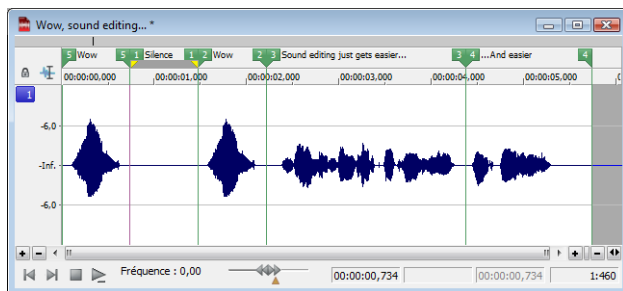 Wow, sound editing... *
5 Wow 5 1 Silence 1 2 Wow 2 3 Sound editing just gets easier... 3 4 ...And easier 4
00:00:00,000 00:00:01,000 00:00:02,000 00:00:03,000 00:00:04,000 00:00:05,000
1
-6,0
-Inf.
-6,0
Fréquence : 0,00 00:00:00,734 00:00:00,734 1:460